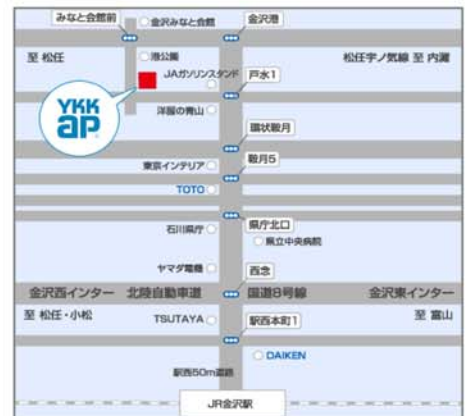 みなと会館前
金沢みなと会館
金沢港
至 松任
港公園
松任宇ノ気線 至 内灘
JAガソリンスタンド
戸水1
YKK
ap
洋服の青山
環状鞍月
鞍月5
東京インテリア
TOTO
石川県庁
県庁北口
県立中央病院
ヤマダ電機
西念
金沢西インター 北陸自動車道 国道8号線 金沢東インター
至 松任・小松
TSUTAYA
駅西本町1
至 富山
DAIKEN
駅西50m道路
JR金沢駅